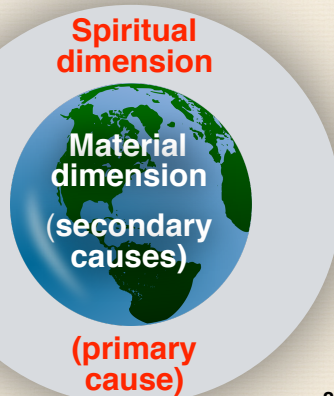 Spiritual
dimension
Material
dimension
(secondary
causes)
(primary
cause)